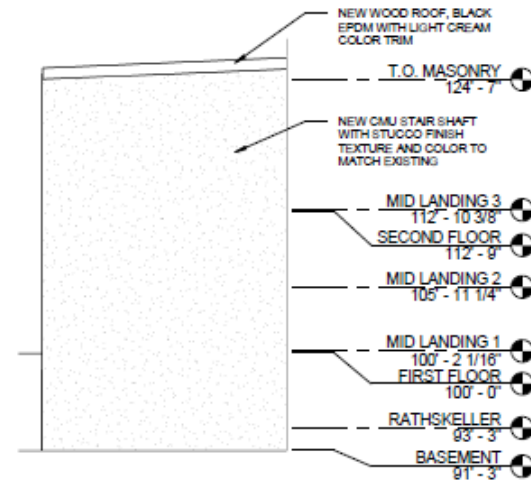 NEW WOOD ROOF, BLACK
EPDM WITH LIGHT CREAM
COLOR TRIM
T.O. MASONRY
124' - 7"
NEW CMU STAIR SHAFT
WITH STUCCO FINISH
TEXTURE AND COLOR TO
MATCH EXISTING
MID LANDING 3
112' - 10 3/8"
SECOND FLOOR
112' - 9"
MID LANDING 2
105' - 11 1/4"
MID LANDING 1
100' - 2 1/16"
FIRST FLOOR
100' - 0"
RATHSKELLER
93' - 3"
BASEMENT
91' - 3"